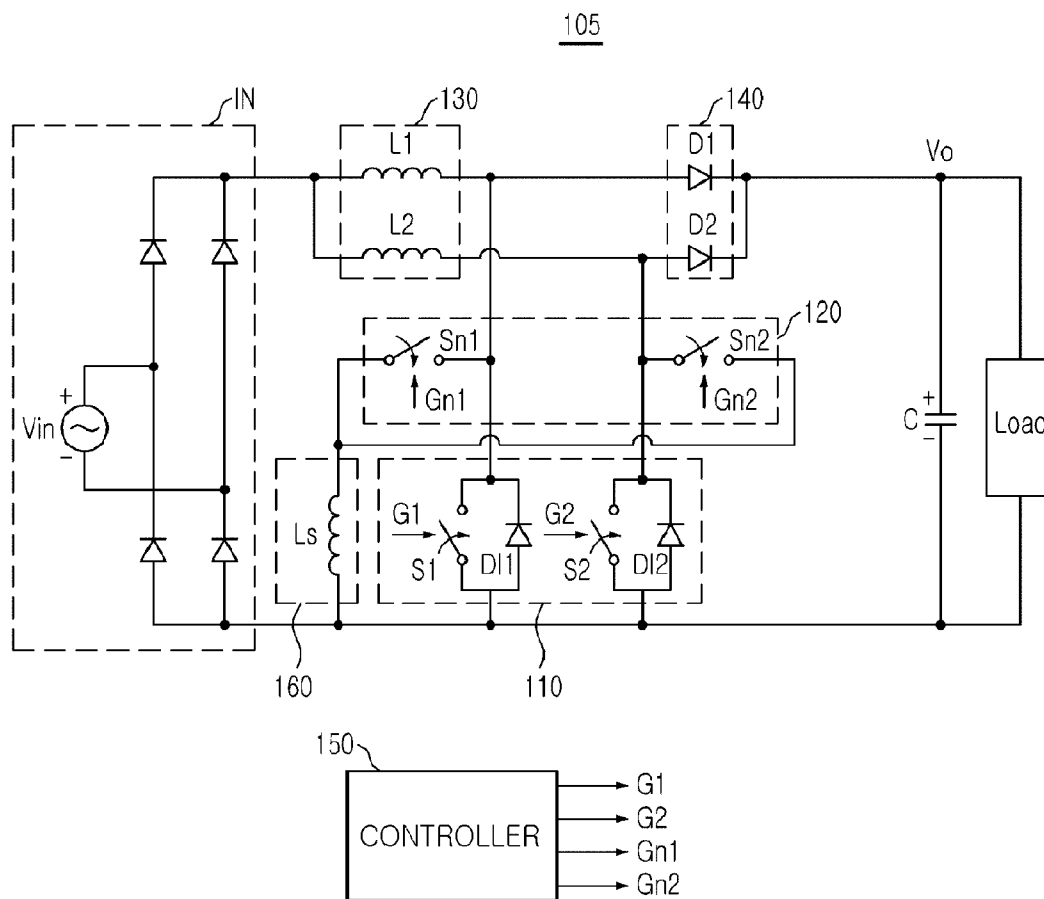 105
IN
130
140
L1
D1
Vo
L2
D2
120
Sn1
Sn2
Gn1
Gn2
+
Vin
-
+
C
-
Load
Ls
G1
S1
DI1
G2
S2
DI2
160
110
150
CONTROLLER
G1
G2
Gn1
Gn2